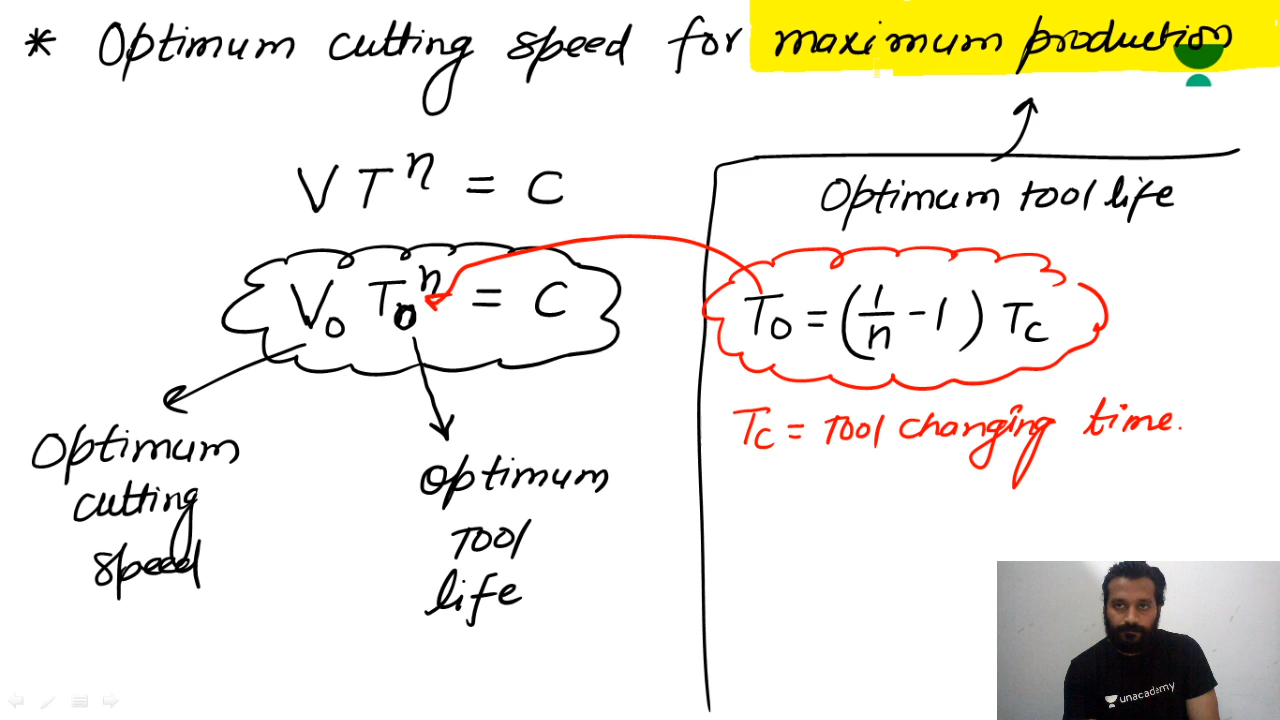 * Optimum cutting speed for maximum production
V T^n = C
V₀ T₀^n = C
Optimum
cutting
speed
Optimum
Tool
life
Optimum tool life
T₀ = (1/n - 1) Tc
Tc = Tool changing time.
unacademy